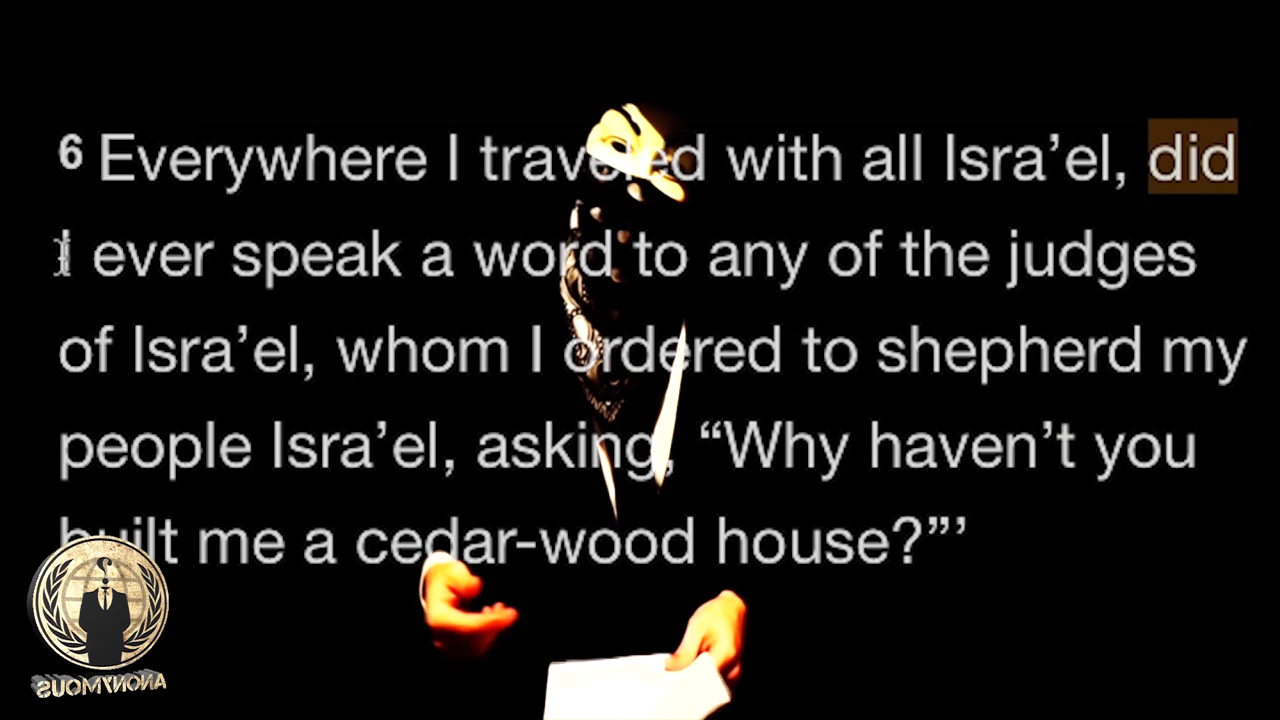 6 Everywhere I traveled with all Isra’el, did
I ever speak a word to any of the judges
of Isra’el, whom I ordered to shepherd my
people Isra’el, asking, “Why haven’t you
built me a cedar-wood house?”’
ANONYMOUS